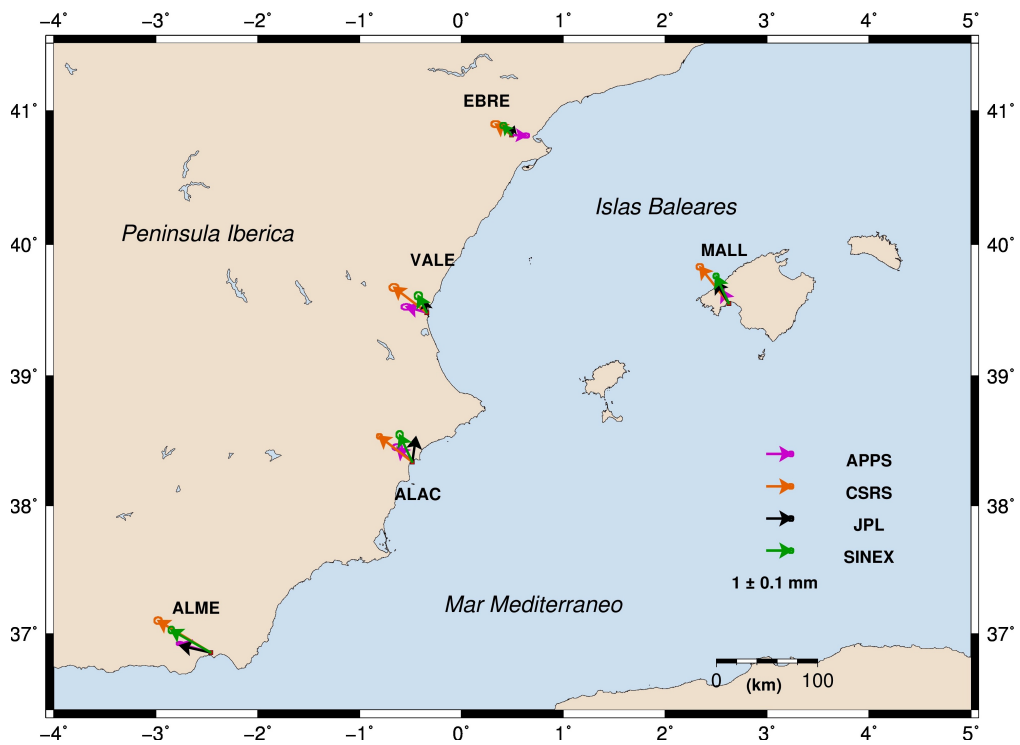 −4˚ −3˚ −2˚ −1˚ 0˚ 1˚ 2˚ 3˚ 4˚ 5˚
41˚ 41˚
EBRE
Islas Baleares
Peninsula Iberica
40˚ 40˚
MALL
VALE
39˚ 39˚
APPS
CSRS
ALAC
38˚ 38˚
JPL
SINEX
1 ± 0.1 mm
ALME
Mar Mediterraneo
37˚ 37˚
0 (km) 100
−4˚ −3˚ −2˚ −1˚ 0˚ 1˚ 2˚ 3˚ 4˚ 5˚